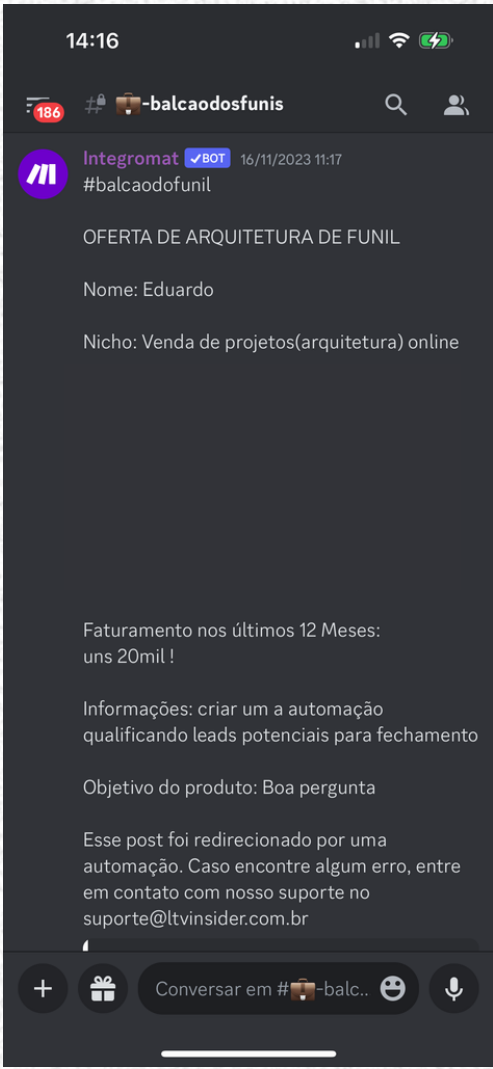 14:16
186
# 💼-balcaodosfunis
Integromat ✓BOT 16/11/2023 11:17
#balcaodofunil
OFERTA DE ARQUITETURA DE FUNIL
Nome: Eduardo
Nicho: Venda de projetos(arquitetura) online
Faturamento nos últimos 12 Meses:
uns 20mil !
Informações: criar um a automação
qualificando leads potenciais para fechamento
Objetivo do produto: Boa pergunta
Esse post foi redirecionado por uma
automação. Caso encontre algum erro, entre
em contato com nosso suporte no
suporte@ltvinsider.com.br
Conversar em #💼-balc..